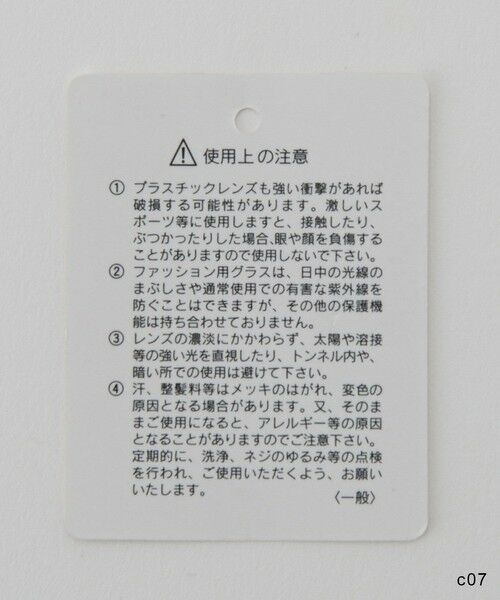 使用上の注意
① プラスチックレンズも強い衝撃があれば
破損する可能性があります。激しいス
ポーツ等に使用しますと、接触したり、
ぶつかったりした場合、眼や顔を負傷する
ことがありますので使用しないで下さい。
② ファッション用グラスは、日中の光線の
まぶしさや通常使用での有害な紫外線を
防ぐことはできますが、その他の保護機
能は持ち合わせておりません。
③ レンズの濃淡にかかわらず、太陽や溶接
等の強い光を直視したり、トンネル内や、
暗い所での使用は避けて下さい。
④ 汗、整髪料等はメッキのはがれ、変色の
原因となる場合があります。又、そのま
まご使用になると、アレルギー等の原因
となることがありますのでご注意下さい。
定期的に、洗浄、ネジのゆるみ等の点検
を行われ、ご使用いただくよう、お願い
いたします。
〈一般〉
c07